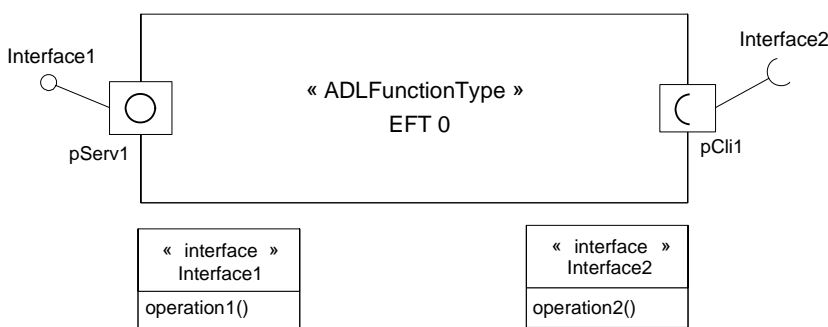 Interface1
Interface2
« ADLFunctionType »
EFT 0
pServ1
pCli1
« interface »
Interface1
operation1()
« interface »
Interface2
operation2()